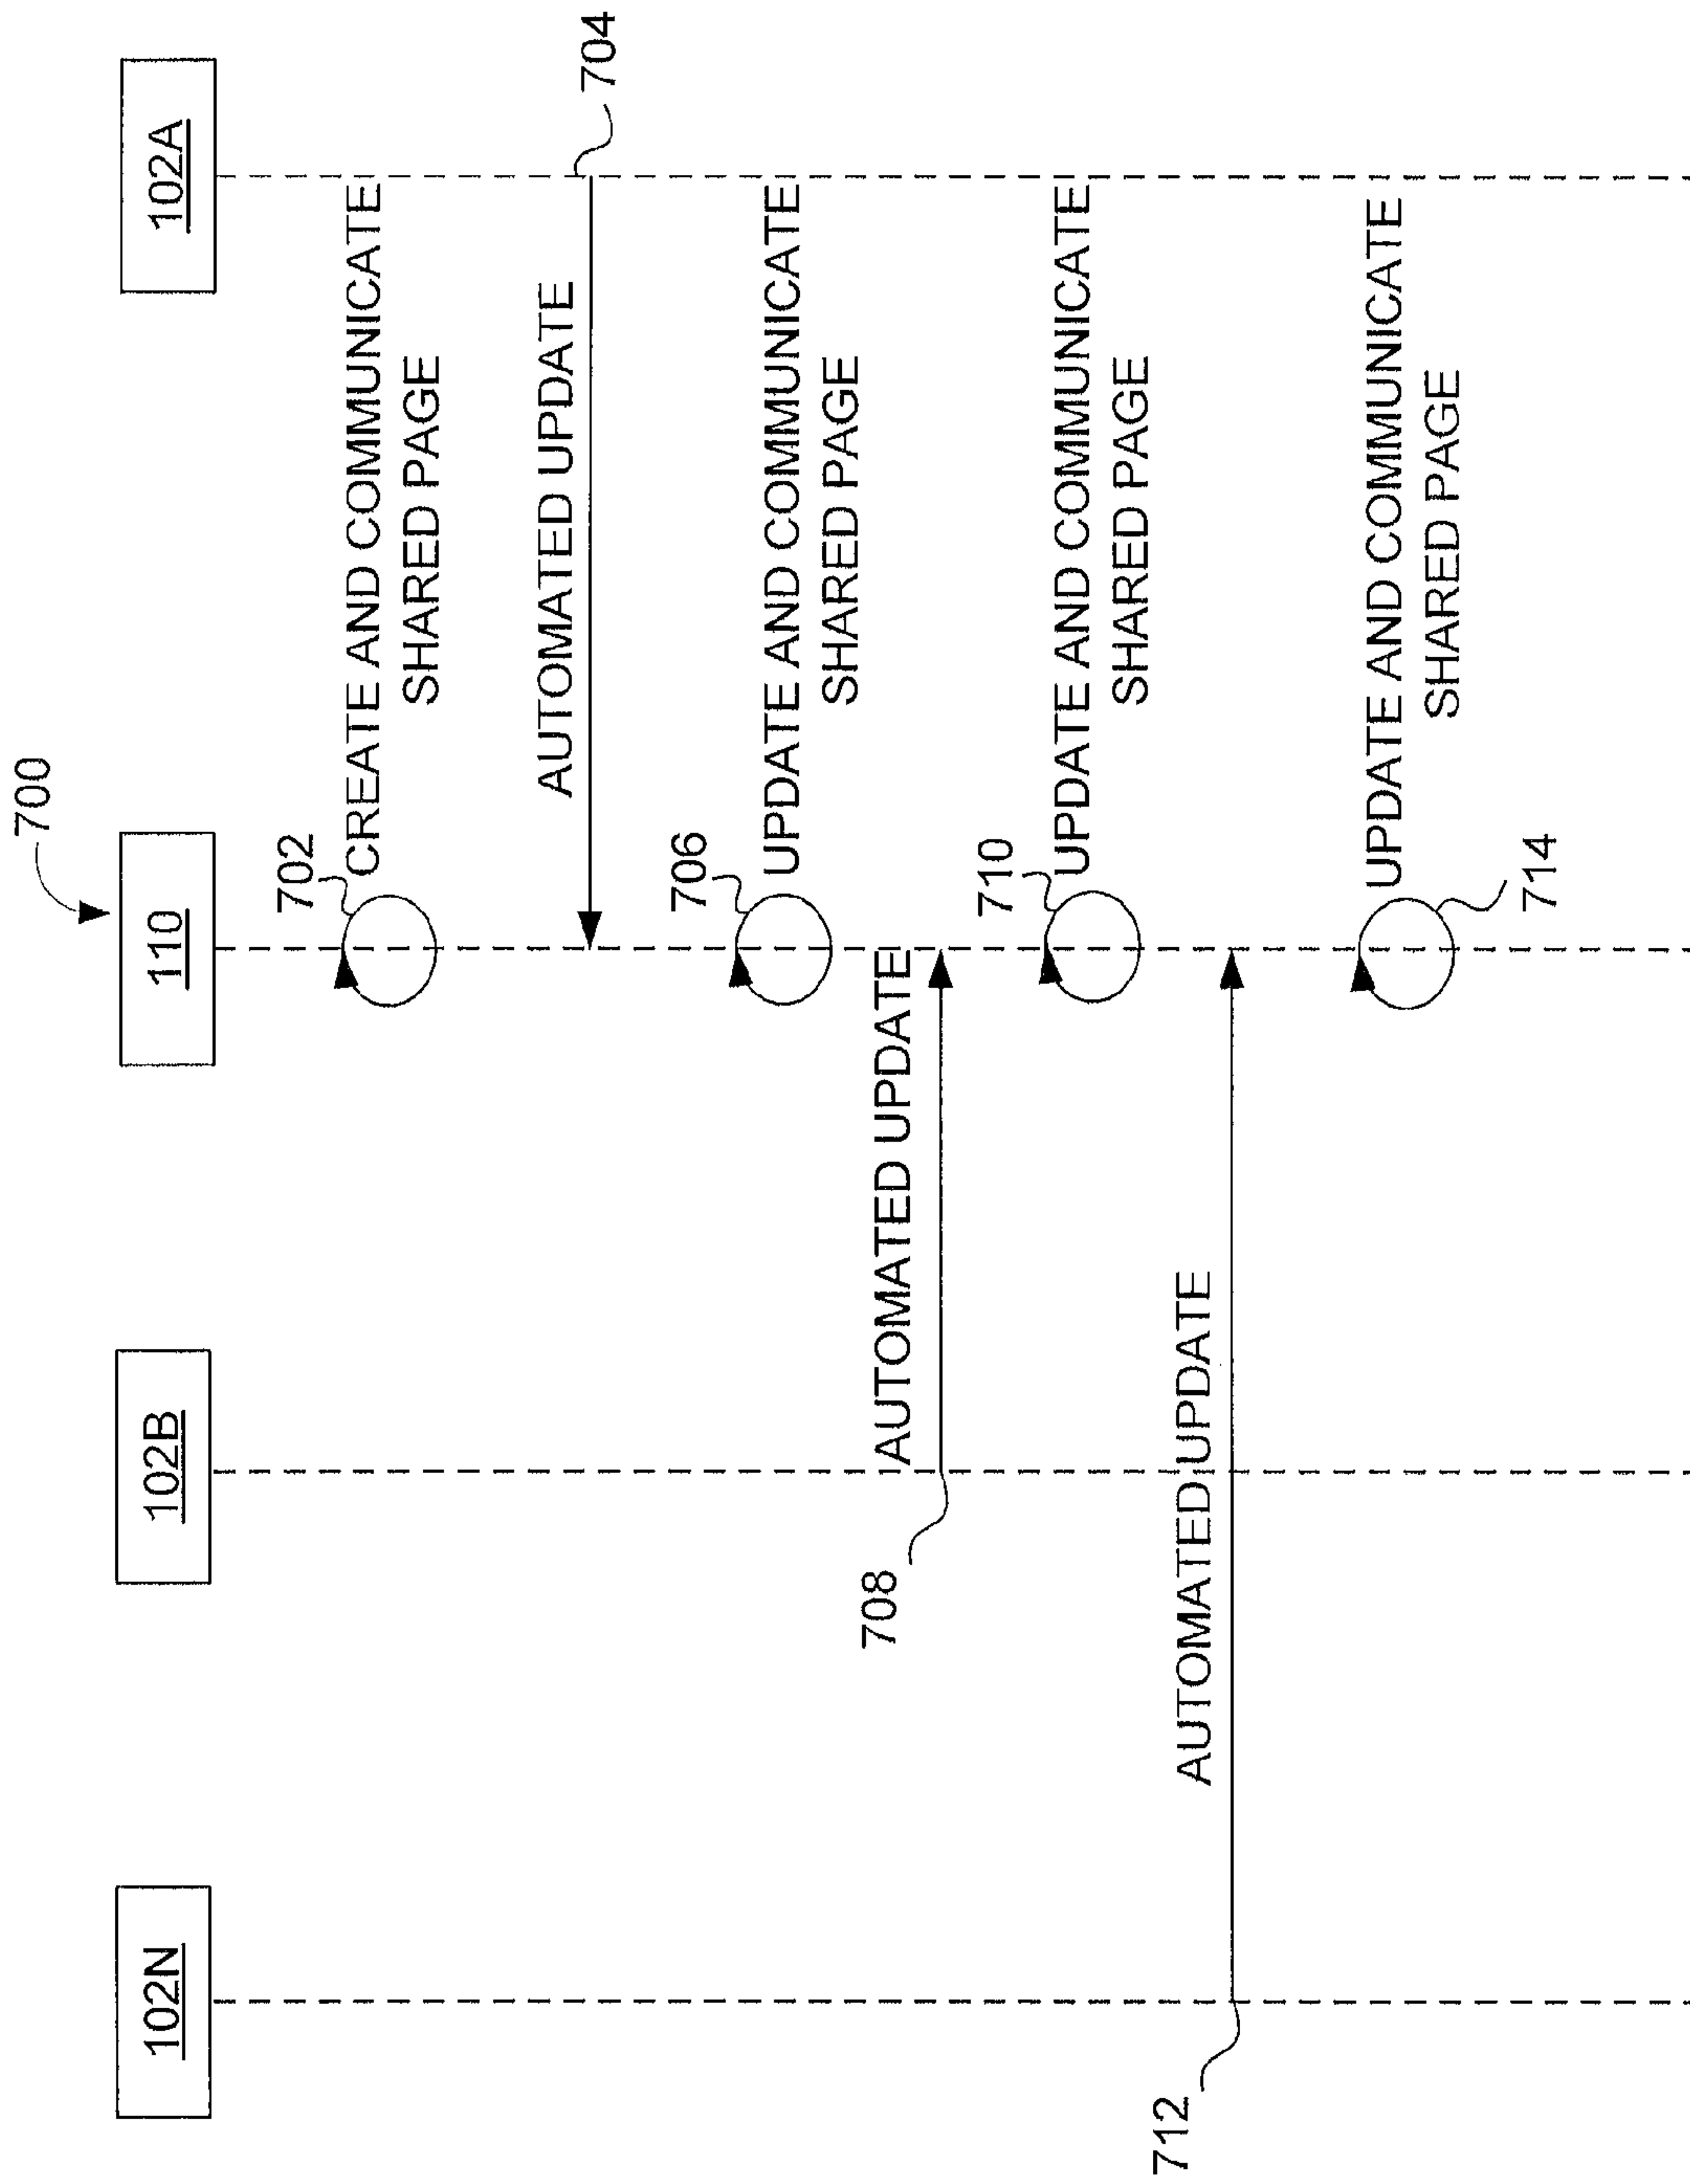 700
102N
102B
110
102A
702
CREATE AND COMMUNICATE
SHARED PAGE
AUTOMATED UPDATE
704
706
UPDATE AND COMMUNICATE
SHARED PAGE
708
AUTOMATED UPDATE
710
UPDATE AND COMMUNICATE
SHARED PAGE
712
AUTOMATED UPDATE
UPDATE AND COMMUNICATE
SHARED PAGE
714